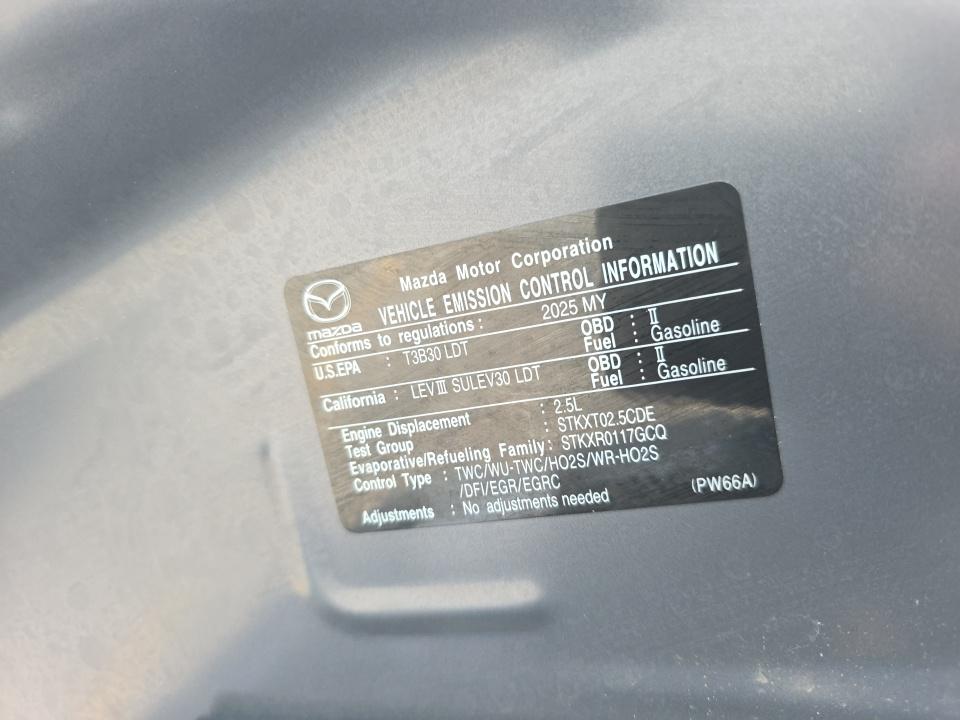 Mazda Motor Corporation
mazda
VEHICLE EMISSION CONTROL INFORMATION
Conforms to regulations : 2025 MY
U.S.EPA : T3B30 LDT OBD : Ⅱ
Fuel : Gasoline
California : LEVⅢ SULEV30 LDT OBD : Ⅱ
Fuel : Gasoline
Engine Displacement : 2.5L
Test Group : STKXT02.5CDE
Evaporative/Refueling Family : STKXR0117GCQ
Control Type : TWC/WU-TWC/HO2S/WR-HO2S
/DFI/EGR/EGRC
Adjustments : No adjustments needed (PW66A)